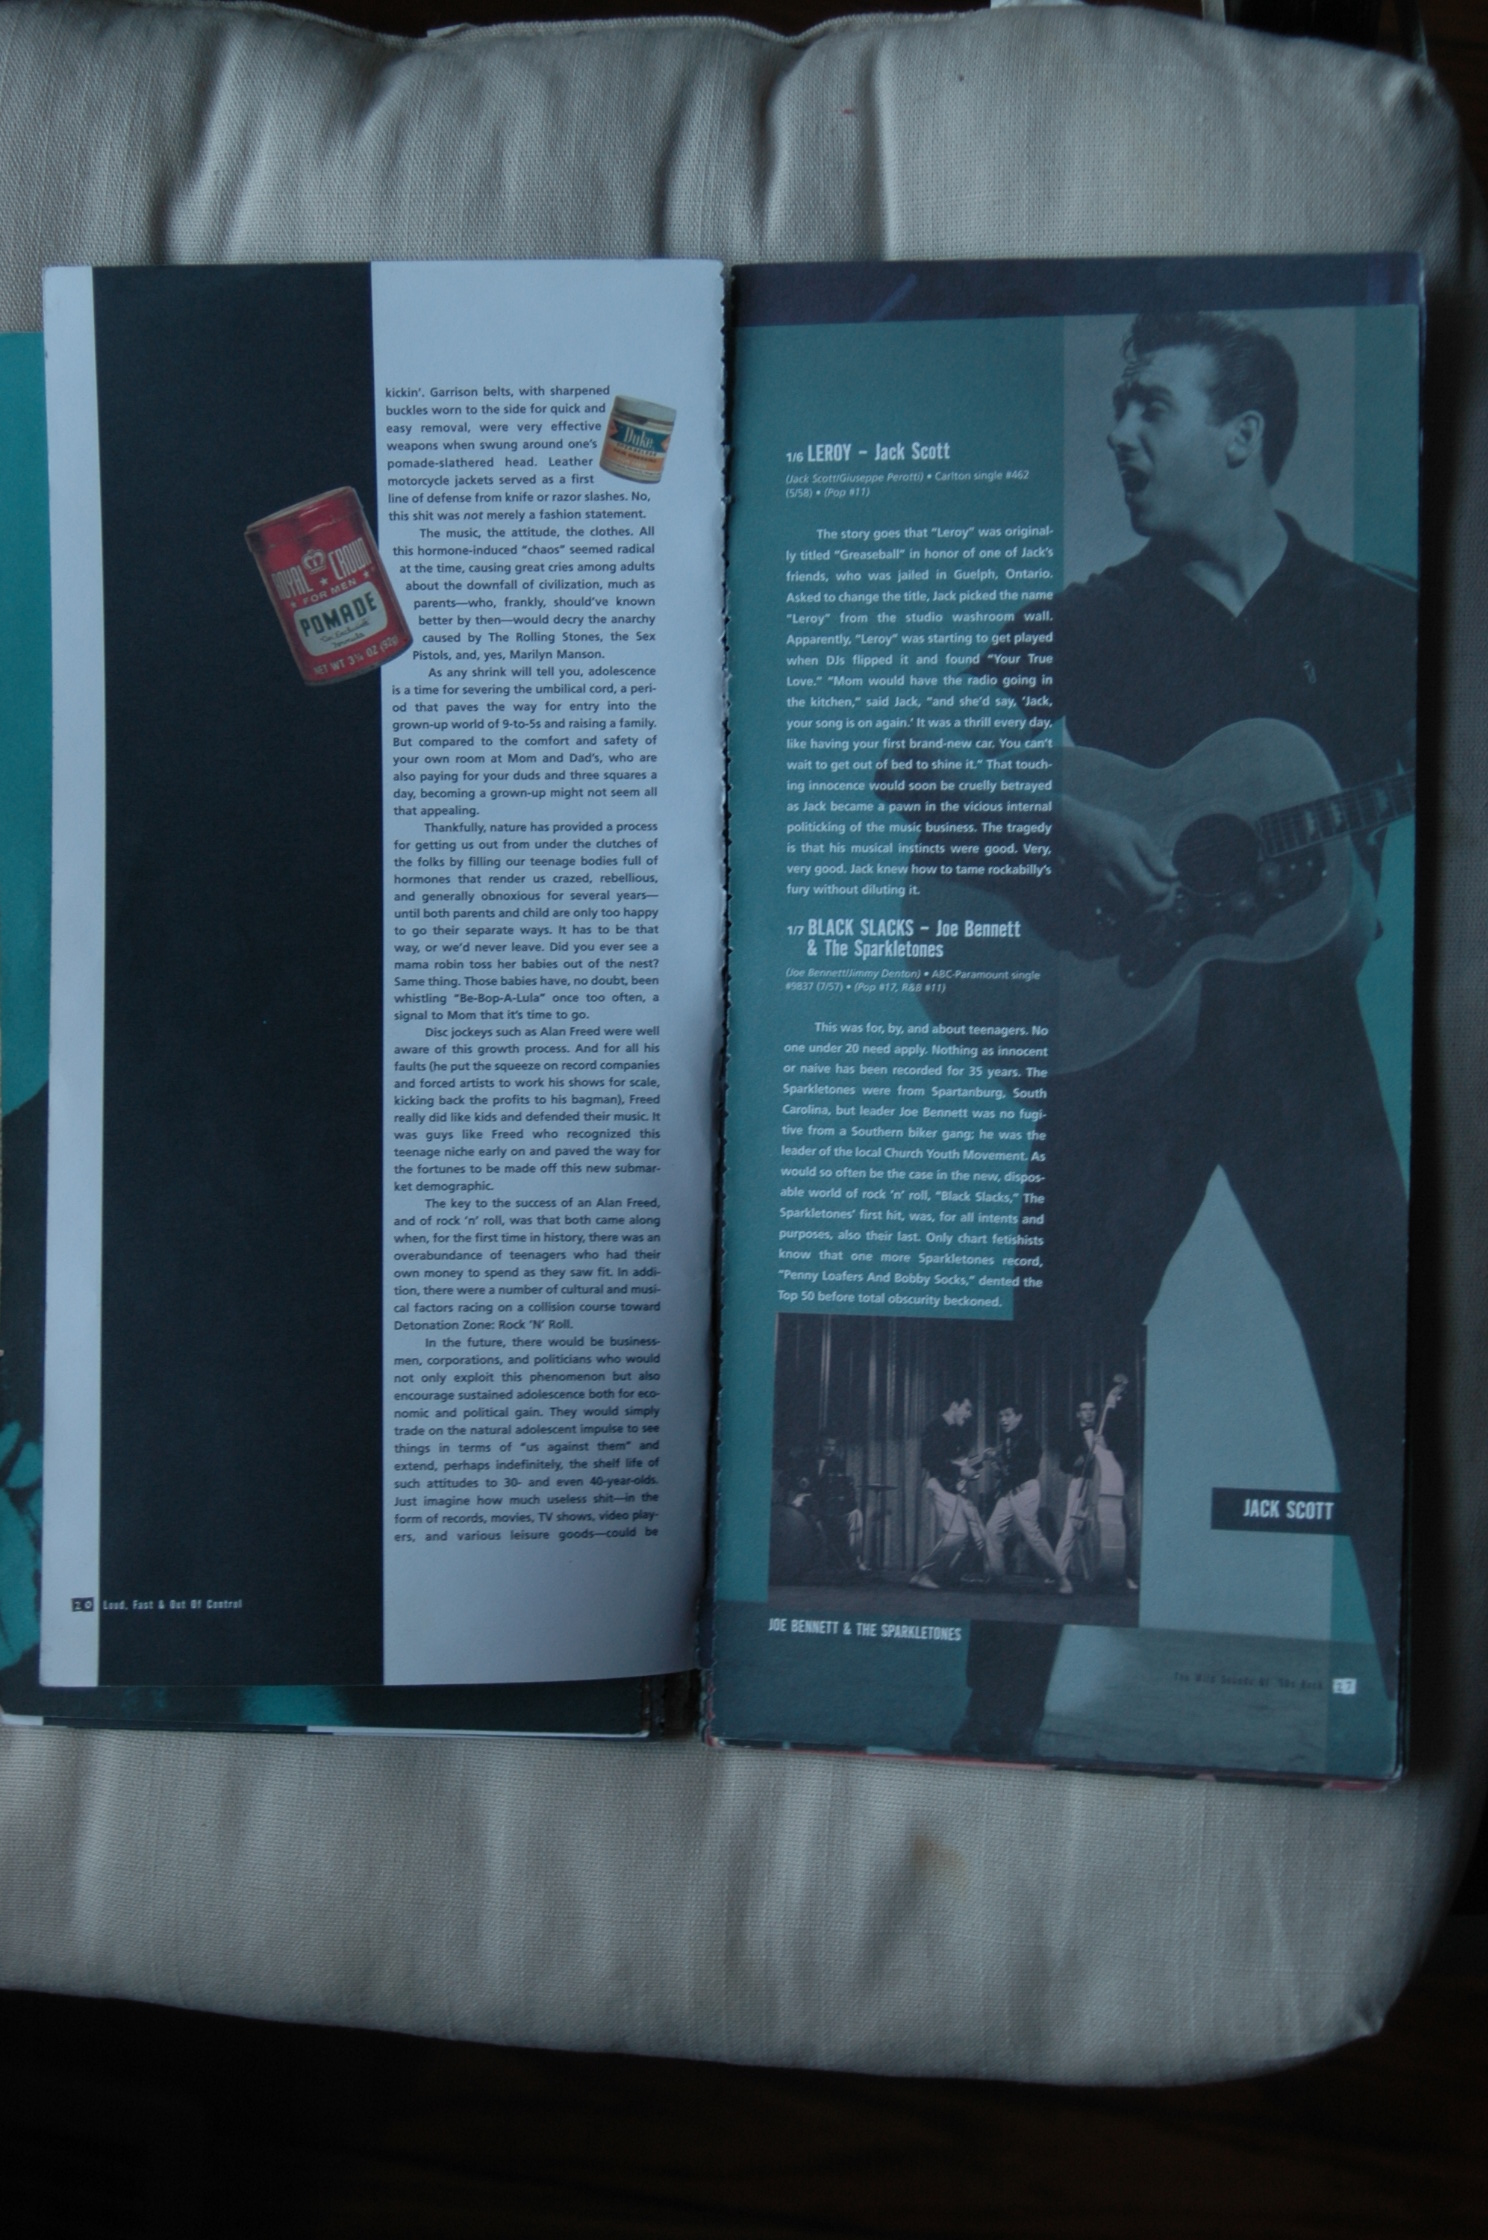 kickin'. Garrison belts, with sharpened
buckles worn to the side for quick and
easy removal, were very effective
weapons when swung around one's
pomade-slathered head. Leather
motorcycle jackets served as a first
line of defense from knife or razor slashes. No,
this shit was not merely a fashion statement.
The music, the attitude, the clothes. All
this hormone-induced "chaos" seemed radical
at the time, causing great cries among adults
about the downfall of civilization, much as
parents—who, frankly, should've known
better by then—would decry the anarchy
caused by The Rolling Stones, the Sex
Pistols, and, yes, Marilyn Manson.
As any shrink will tell you, adolescence
is a time for severing the umbilical cord, a peri-
od that paves the way for entry into the
grown-up world of 9-to-5s and raising a family.
But compared to the comfort and safety of
your own room at Mom and Dad's, who are
also paying for your duds and three squares a
day, becoming a grown-up might not seem all
that appealing.
Thankfully, nature has provided a process
for getting us out from under the clutches of
the folks by filling our teenage bodies full of
hormones that render us crazed, rebellious,
and generally obnoxious for several years—
until both parents and child are only too happy
to go their separate ways. It has to be that
way, or we'd never leave. Did you ever see a
mama robin toss her babies out of the nest?
Same thing. Those babies have, no doubt, been
whistling "Be-Bop-A-Lula" once too often, a
signal to Mom that it's time to go.
Disc jockeys such as Alan Freed were well
aware of this growth process. And for all his
faults (he put the squeeze on record companies
and forced artists to work his shows for scale,
kicking back the profits to his bagman), Freed
really did like kids and defended their music. It
was guys like Freed who recognized this
teenage niche early on and paved the way for
the fortunes to be made off this new submar-
ket demographic.
The key to the success of an Alan Freed,
and of rock 'n' roll, was that both came along
when, for the first time in history, there was an
overabundance of teenagers who had their
own money to spend as they saw fit. In addi-
tion, there were a number of cultural and musi-
cal factors racing on a collision course toward
Detonation Zone: Rock 'N' Roll.
In the future, there would be business-
men, corporations, and politicians who would
not only exploit this phenomenon but also
encourage sustained adolescence both for eco-
nomic and political gain. They would simply
trade on the natural adolescent impulse to see
things in terms of "us against them" and
extend, perhaps indefinitely, the shelf life of
such attitudes to 30- and even 40-year-olds.
Just imagine how much useless shit—in the
form of records, movies, TV shows, video play-
ers, and various leisure goods—could be
Duke
ROYAL CROWN
FOR MEN
POMADE
NET WT 3¼ OZ (92g)
20 Loud, Fast & Out Of Control
1/6 LEROY – Jack Scott
(Jack Scott/Giuseppe Perotti) • Carlton single #462
(5/58) • (Pop #11)
The story goes that "Leroy" was original-
ly titled "Greaseball" in honor of one of Jack's
friends, who was jailed in Guelph, Ontario.
Asked to change the title, Jack picked the name
"Leroy" from the studio washroom wall.
Apparently, "Leroy" was starting to get played
when DJs flipped it and found "Your True
Love." "Mom would have the radio going in
the kitchen," said Jack, "and she'd say, 'Jack,
your song is on again.' It was a thrill every day,
like having your first brand-new car. You can't
wait to get out of bed to shine it." That touch-
ing innocence would soon be cruelly betrayed
as Jack became a pawn in the vicious internal
politicking of the music business. The tragedy
is that his musical instincts were good. Very,
very good. Jack knew how to tame rockabilly's
fury without diluting it.
1/7 BLACK SLACKS – Joe Bennett
& The Sparkletones
(Joe Bennett/Jimmy Denton) • ABC-Paramount single
#9837 (7/57) • (Pop #17, R&B #11)
This was for, by, and about teenagers. No
one under 20 need apply. Nothing as innocent
or naive has been recorded for 35 years. The
Sparkletones were from Spartanburg, South
Carolina, but leader Joe Bennett was no fugi-
tive from a Southern biker gang; he was the
leader of the local Church Youth Movement. As
would so often be the case in the new, dispos-
able world of rock 'n' roll, "Black Slacks," The
Sparkletones' first hit, was, for all intents and
purposes, also their last. Only chart fetishists
know that one more Sparkletones record,
"Penny Loafers And Bobby Socks," dented the
Top 50 before total obscurity beckoned.
JACK SCOTT
JOE BENNETT & THE SPARKLETONES
The Wild Sounds Of '50s Rock 17